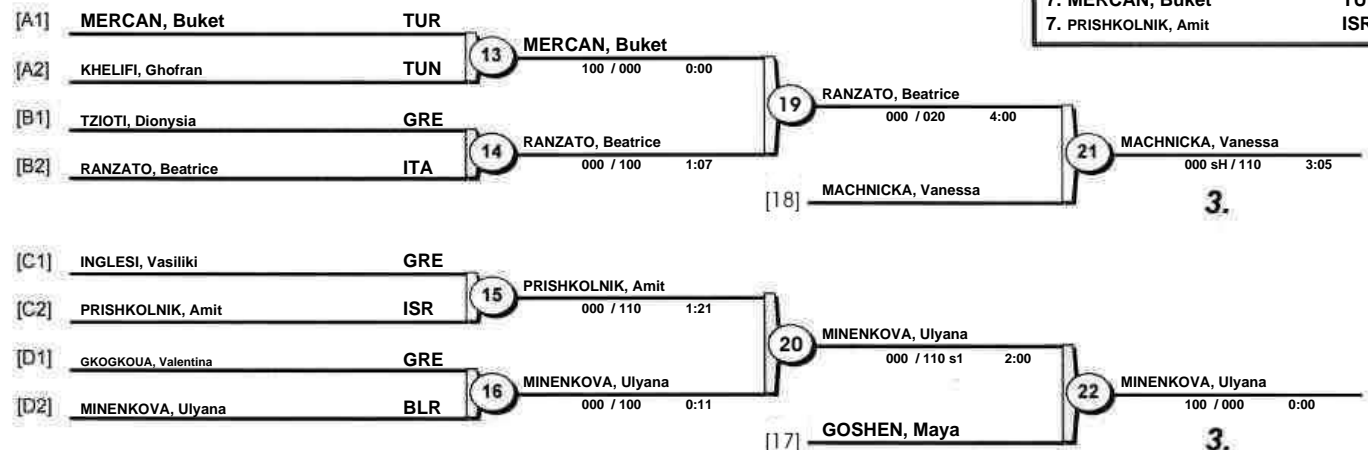 7. MERCAN, Buket TU
7. PRISHKOLNIK, Amit ISR
[A1] MERCAN, Buket TUR
13 MERCAN, Buket
[A2] KHELIFI, Ghofran TUN
100 / 000 0:00
19 RANZATO, Beatrice
000 / 020 4:00
[B1] TZIOTI, Dionysia GRE
14 RANZATO, Beatrice
000 / 100 1:07
[B2] RANZATO, Beatrice ITA
21 MACHNICKA, Vanessa
000 sH / 110 3:05
[18] MACHNICKA, Vanessa
3.
[C1] INGLESI, Vasiliki GRE
15 PRISHKOLNIK, Amit
[C2] PRISHKOLNIK, Amit ISR
000 / 110 1:21
20 MINENKOVA, Ulyana
000 / 110 s1 2:00
[D1] GKOGKOUA, Valentina GRE
16 MINENKOVA, Ulyana
000 / 100 0:11
[D2] MINENKOVA, Ulyana BLR
22 MINENKOVA, Ulyana
100 / 000 0:00
[17] GOSHEN, Maya
3.